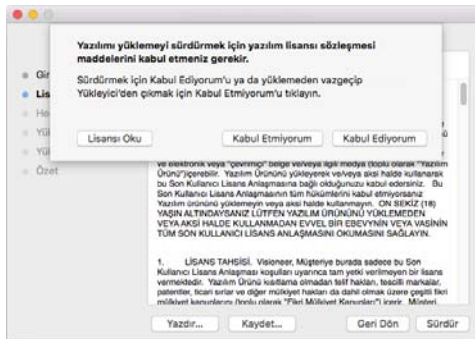 Yazılımı yüklemeyi sürdürmek için yazılım lisansı sözleşmesi
maddelerini kabul etmeniz gerekir.
Sürdürmek için Kabul Ediyorum'u ya da yüklemeden vazgeçip
Yükleyici'den çıkmak için Kabul Etmiyorum'u tıklayın.
Lisansı Oku
Kabul Etmiyorum
Kabul Ediyorum
Gir
Lis
He
Yük
Yük
Özet
ve elektronik veya "çevrimiçi" belge ve/veya ilgili medya (toplu olarak "Yazılım
Ürünü")içerebilir. Yazılım Ürününü yükleyerek ve/veya aksi halde kullanarak
bu Son Kullanıcı Lisans Anlaşmasına bağlı olduğunuzu kabul edersiniz. Bu
Son Kullanıcı Lisans Anlaşmasının tüm hükümlerini kabul etmiyorsanız
Yazılım ürününü yüklemeyin veya aksi halde kullanmayın. ON SEKİZ (18)
YAŞIN ALTINDAYSANIZ LÜTFEN YAZILIM ÜRÜNÜNÜ YÜKLEMEDEN
VEYA AKSİ HALDE KULLANMADAN EVVEL BİR EBEVYNİN VEYA VASİNİN
TÜM SON KULLANICI LİSANS ANLAŞMASINI OKUMASINI SAĞLAYIN.
1. LİSANS TAHSİSİ. Visioneer, Müşteriye burada sadece bu Son
Kullanıcı Lisans Anlaşması koşulları uyarınca tam yetki verilmeyen bir lisans
vermektedir. Yazılım Ürünü kısıtlama olmadan telif hakları, tescilli markalar,
patentler, ticari sırlar ve diğer mülkiyet hakları da dahil olmak üzere çeşitli fikri
mülkiyet kanunlarını (toplu olarak "Fikri Mülkiyet Kanunları") içerir. Müşteri
Yazdır...
Kaydet...
Geri Dön
Sürdür